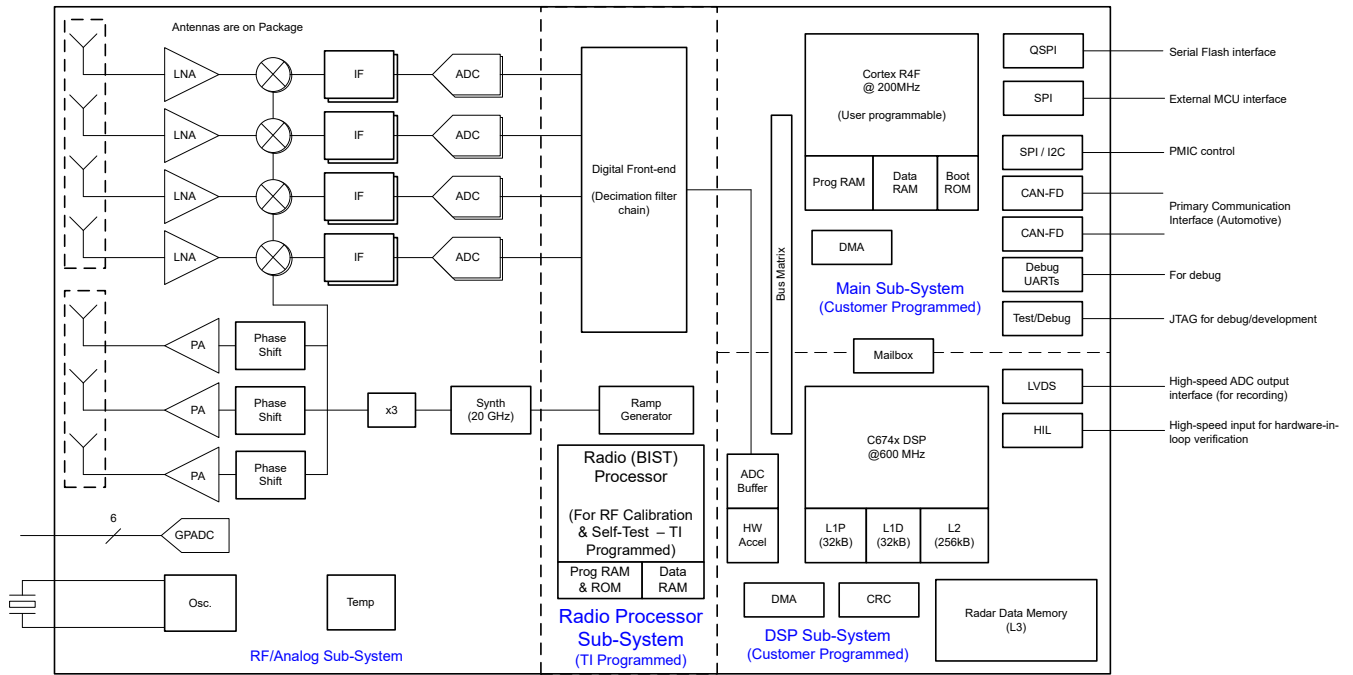 Antennas are on Package
LNA
IF
ADC
LNA
IF
ADC
LNA
IF
ADC
LNA
IF
ADC
PA
Phase
Shift
PA
Phase
Shift
PA
Phase
Shift
x3
Synth
(20 GHz)
6
GPADC
Osc.
Temp
RF/Analog Sub-System
Digital Front-end
(Decimation filter
chain)
Ramp
Generator
Radio (BIST)
Processor
(For RF Calibration
& Self-Test – TI
Programmed)
Prog RAM
& ROM
Data
RAM
Radio Processor
Sub-System
(TI Programmed)
Bus Matrix
Cortex R4F
@ 200MHz
(User programmable)
Prog RAM
Data
RAM
Boot
ROM
DMA
Main Sub-System
(Customer Programmed)
Mailbox
QSPI
Serial Flash interface
SPI
External MCU interface
SPI / I2C
PMIC control
CAN-FD
CAN-FD
Primary Communication
Interface (Automotive)
Debug
UARTs
For debug
Test/Debug
JTAG for debug/development
LVDS
High-speed ADC output
interface (for recording)
HIL
High-speed input for hardware-in-
loop verification
C674x DSP
@600 MHz
L1P
(32kB)
L1D
(32kB)
L2
(256kB)
ADC
Buffer
HW
Accel
DMA
CRC
Radar Data Memory
(L3)
DSP Sub-System
(Customer Programmed)